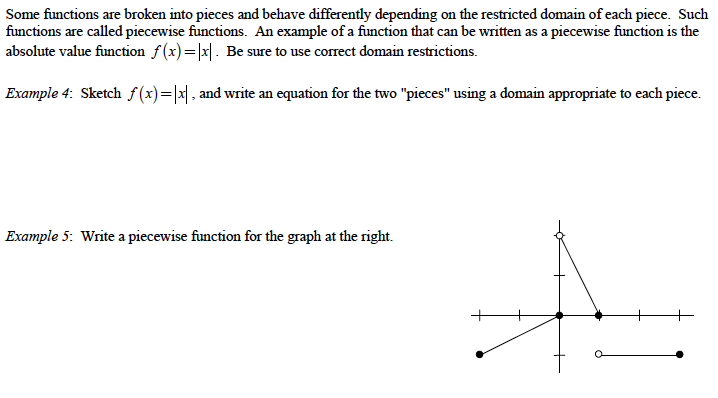 Some functions are broken into pieces and behave differently depending on the restricted domain of each piece. Such
functions are called piecewise functions. An example of a function that can be written as a piecewise function is the
absolute value function f(x)=|x|. Be sure to use correct domain restrictions.
Example 4: Sketch f(x)=|x|, and write an equation for the two "pieces" using a domain appropriate to each piece.
Example 5: Write a piecewise function for the graph at the right.